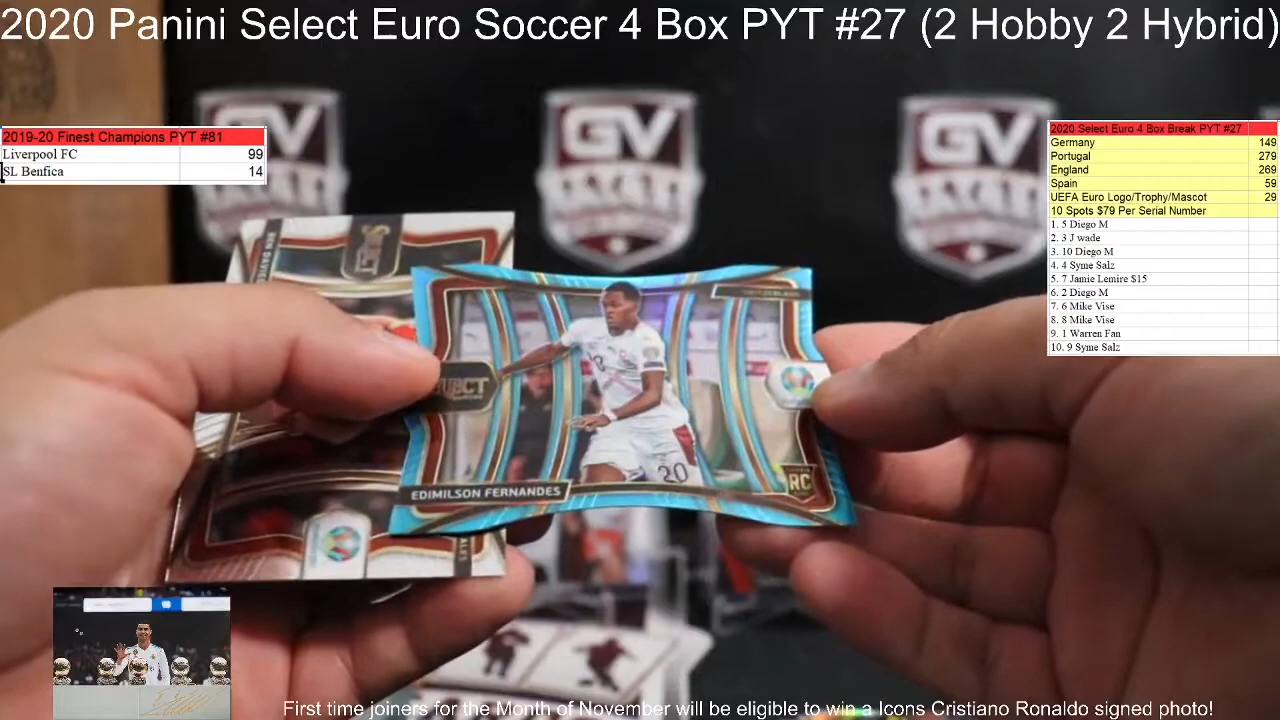 2020 Panini Select Euro Soccer 4 Box PYT #27 (2 Hobby 2 Hybrid)
2019-20 Finest Champions PYT #81
Liverpool FC 99
SL Benfica 14
2020 Select Euro 4 Box Break PYT #27
Germany 149
Portugal 279
England 269
Spain 59
UEFA Euro Logo/Trophy/Mascot 29
10 Spots $79 Per Serial Number
1. 5 Diego M
2. 3 J wade
3. 10 Diego M
4. 4 Syme Salz
5. 7 Jamie Lemire $15
6. 2 Diego M
7. 6 Mike Vise
8. 8 Mike Vise
9. 1 Warren Fan
10. 9 Syme Salz
GV
GV
GV
20
RC
EDIMILSON FERNANDES
First time joiners for the Month of November will be eligible to win a Icons Cristiano Ronaldo signed photo!